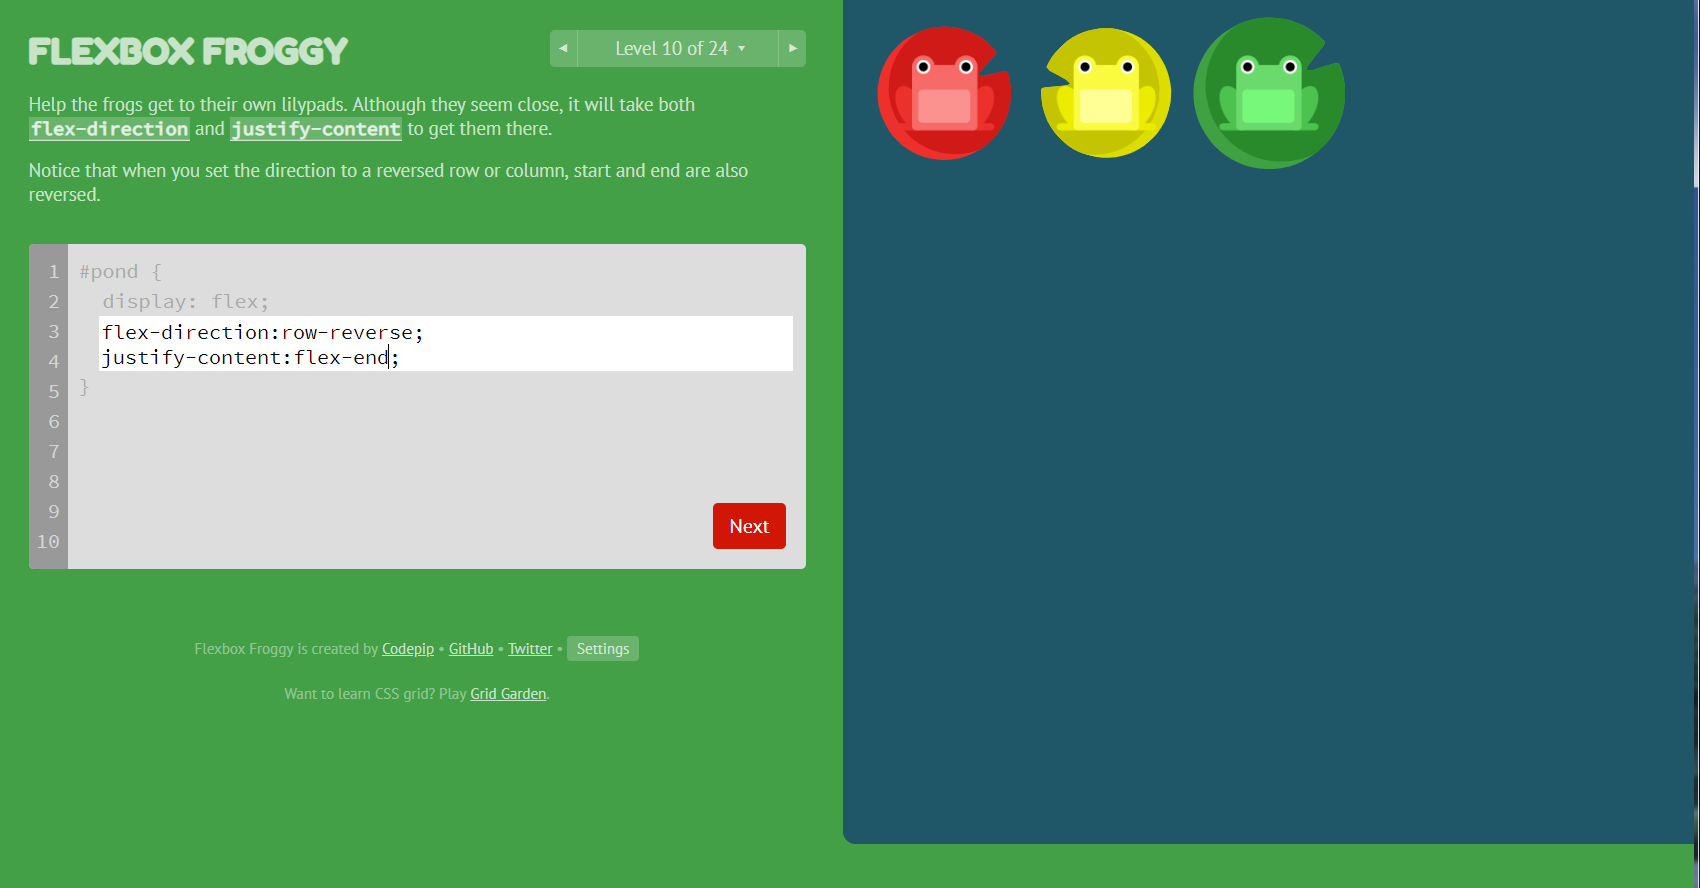 FLEXBOX FROGGY
◄ Level 10 of 24 ▼ ►
Help the frogs get to their own lilypads. Although they seem close, it will take both
flex-direction and justify-content to get them there.
Notice that when you set the direction to a reversed row or column, start and end are also
reversed.
1 #pond {
2 display: flex;
3 flex-direction:row-reverse;
4 justify-content:flex-end;
5 }
6
7
8
9
10
Next
Flexbox Froggy is created by Codepip • GitHub • Twitter • Settings
Want to learn CSS grid? Play Grid Garden.